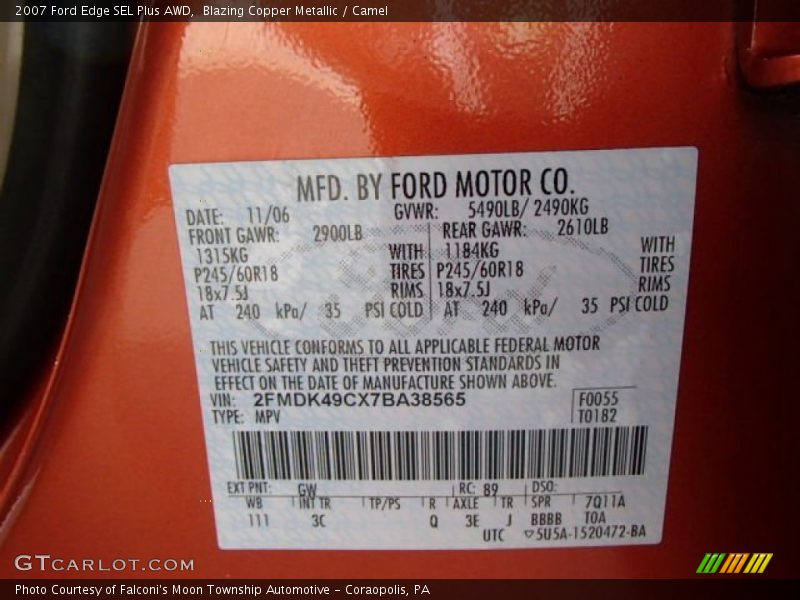 2007 Ford Edge SEL Plus AWD, Blazing Copper Metallic / Camel
MFD. BY FORD MOTOR CO.
DATE: 11/06 GVWR: 5490LB/ 2490KG
FRONT GAWR: 2900LB REAR GAWR: 2610LB
1315KG WITH 1184KG WITH
P245/60R18 TIRES P245/60R18 TIRES
18x7.5J RIMS 18x7.5J RIMS
AT 240 kPa/ 35 PSI COLD AT 240 kPa/ 35 PSI COLD
THIS VEHICLE CONFORMS TO ALL APPLICABLE FEDERAL MOTOR
VEHICLE SAFETY AND THEFT PREVENTION STANDARDS IN
EFFECT ON THE DATE OF MANUFACTURE SHOWN ABOVE.
VIN: 2FMDK49CX7BA38565 F0055
TYPE: MPV T0182
EXT PNT: GW RC: 89 DSO:
WB INT TR TP/PS R AXLE TR SPR 7Q11A
111 3C Q 3E J BBBB TOA
UTC ▽5U5A-1520472-BA
GTCARLOT.COM
Photo Courtesy of Falconi's Moon Township Automotive - Coraopolis, PA